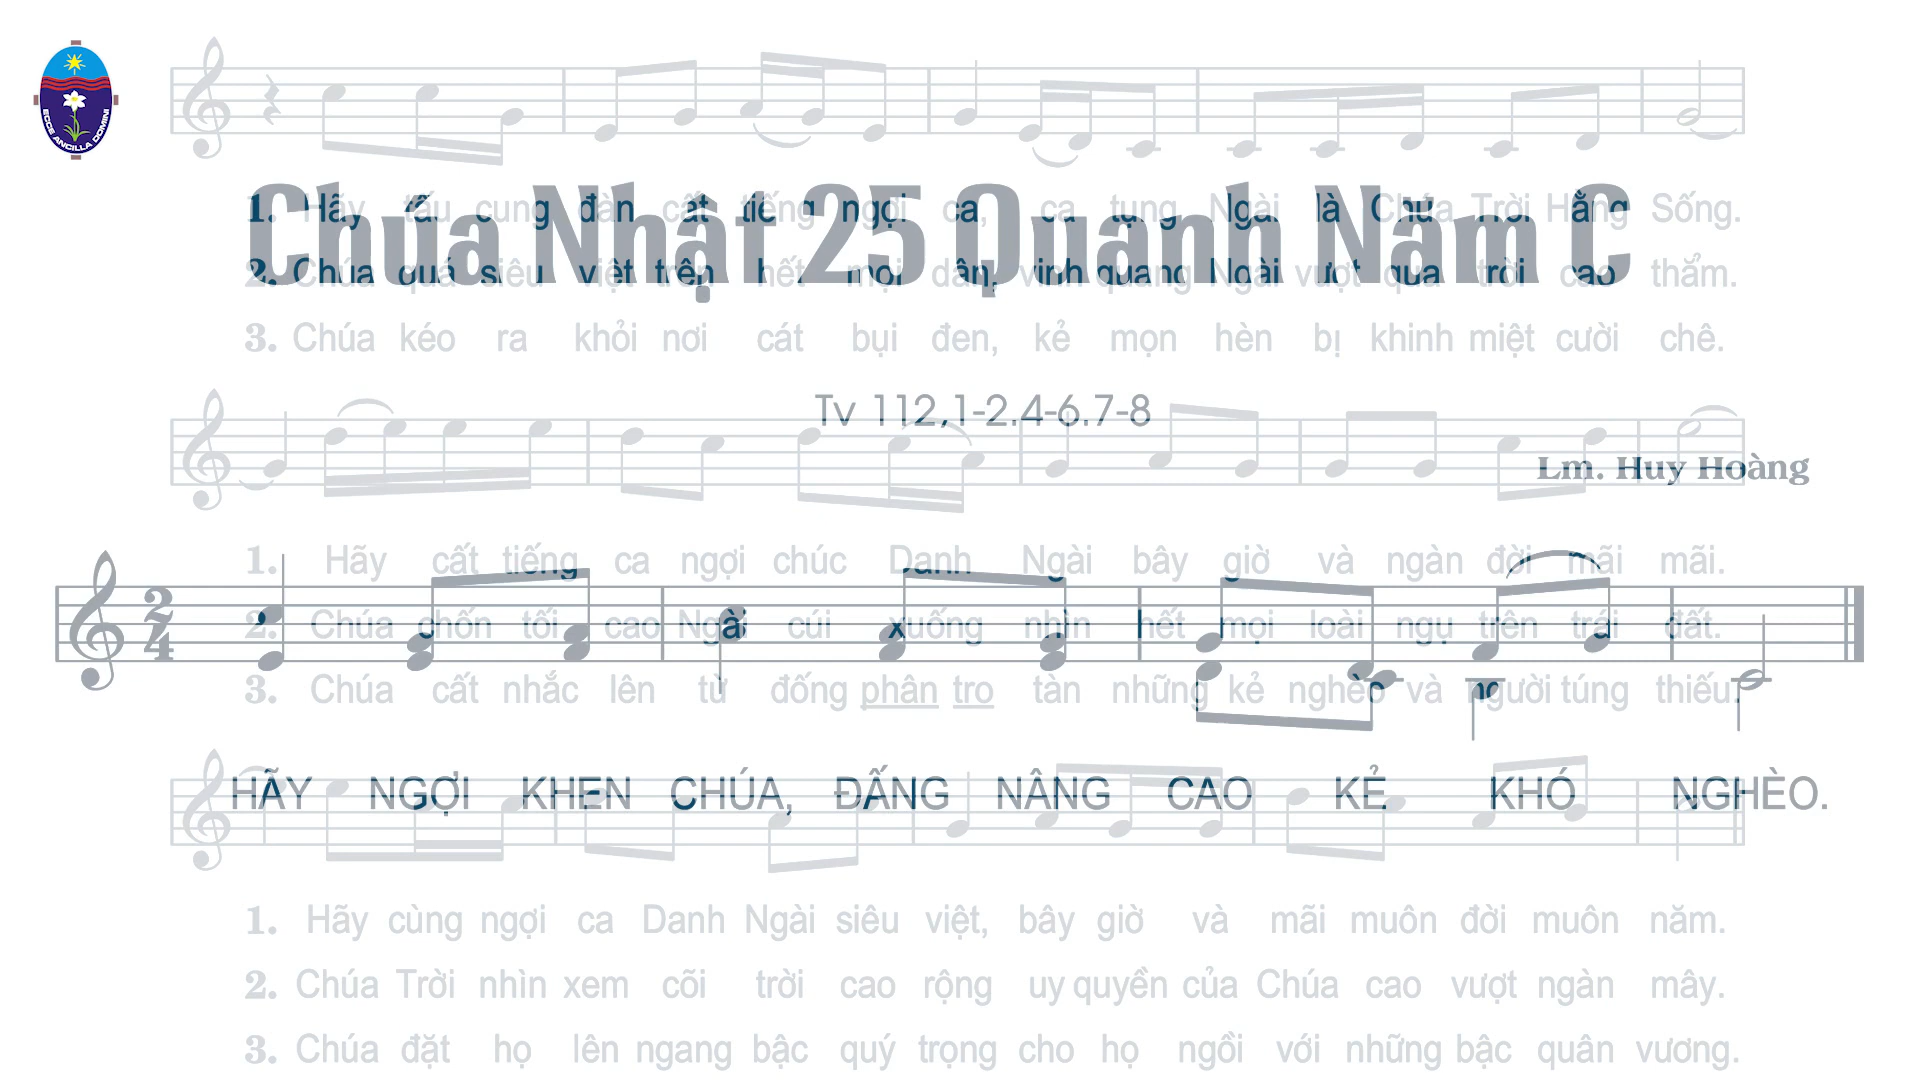 ECCE ANCILLA DOMINI
1. Hãy tấu cung đàn cất tiếng ngợi ca, ca tụng Ngài là Chúa Trời Hằng Sống.
Chúa Nhật 25 Quanh Năm C
2. Chúa quá siêu việt trên hết mọi dân, vinh quang Ngài vượt qua trời cao thẳm.
3. Chúa kéo ra khỏi nơi cát bụi đen, kẻ mọn hèn bị khinh miệt cười chê.
Tv 112,1-2.4-6.7-8
Lm. Huy Hoàng
1. Hãy cất tiếng ca ngợi chúc Danh Ngài bây giờ và ngàn đời mãi mãi.
2
4
2. Chúa chốn tối cao Ngài cúi xuống nhìn hết mọi loài ngụ trên trái đất.
3. Chúa cất nhắc lên từ đống phân tro tàn những kẻ nghèo và người túng thiếu.
HÃY NGỢI KHEN CHÚA, ĐẤNG NÂNG CAO KẺ KHÓ NGHÈO.
1. Hãy cùng ngợi ca Danh Ngài siêu việt, bây giờ và mãi muôn đời muôn năm.
2. Chúa Trời nhìn xem cõi trời cao rộng uy quyền của Chúa cao vượt ngàn mây.
3. Chúa đặt họ lên ngang bậc quý trọng cho họ ngồi với những bậc quân vương.